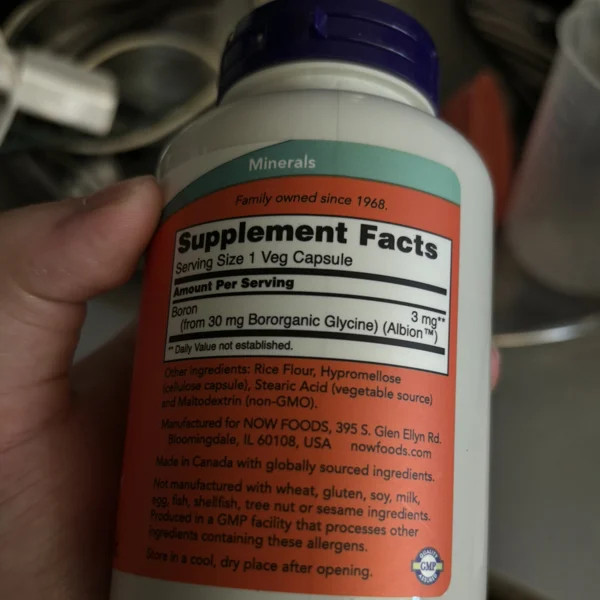 Minerals
Family owned since 1968.
Supplement Facts
Serving Size 1 Veg Capsule
Amount Per Serving
Boron 3 mg**
(from 30 mg Bororganic Glycine) (Albion™)
** Daily Value not established.
Other ingredients: Rice Flour, Hypromellose
(cellulose capsule), Stearic Acid (vegetable source)
and Maltodextrin (non-GMO).
Manufactured for NOW FOODS, 395 S. Glen Ellyn Rd.
Bloomingdale, IL 60108, USA nowfoods.com
Made in Canada with globally sourced ingredients.
Not manufactured with wheat, gluten, soy, milk,
egg, fish, shellfish, tree nut or sesame ingredients.
Produced in a GMP facility that processes other
ingredients containing these allergens.
Store in a cool, dry place after opening.
QUALITY
GMP